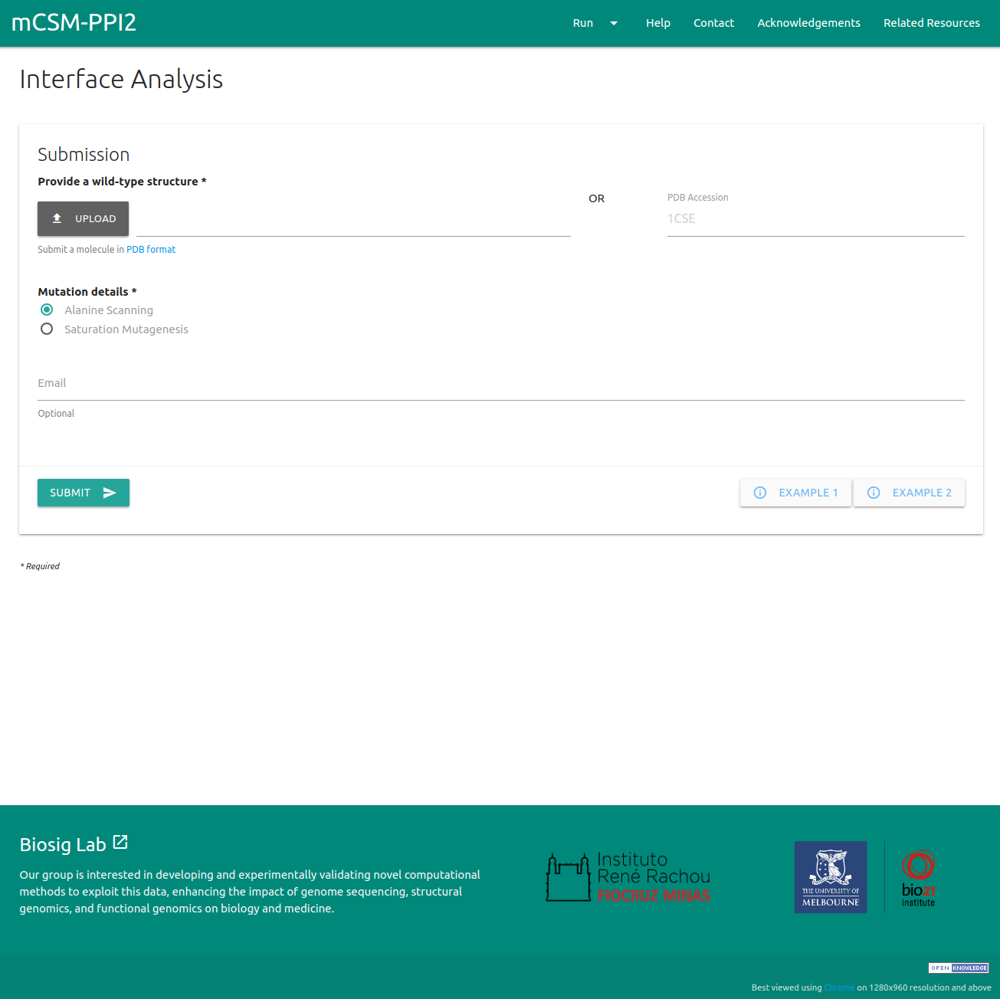 mCSM-PPI2
Run
Help
Contact
Acknowledgements
Related Resources
Interface Analysis
Submission
Provide a wild-type structure *
UPLOAD
OR
PDB Accession
1CSE
Submit a molecule in PDB format
Mutation details *
Alanine Scanning
Saturation Mutagenesis
Email
Optional
SUBMIT
EXAMPLE 1
EXAMPLE 2
* Required
Biosig Lab
Our group is interested in developing and experimentally validating novel computational
methods to exploit this data, enhancing the impact of genome sequencing, structural
genomics, and functional genomics on biology and medicine.
Instituto
René Rachou
FIOCRUZ MINAS
THE UNIVERSITY OF
MELBOURNE
bio21
institute
OPEN KNOWLEDGE
Best viewed using Chrome on 1280x960 resolution and above